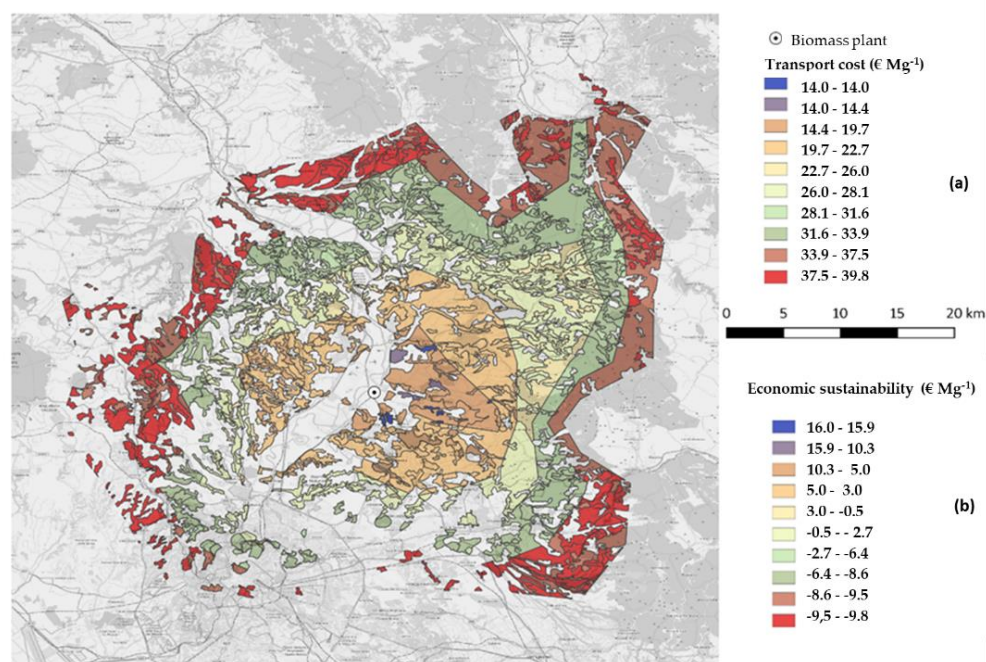 Biomass plant
Transport cost (€ Mg⁻¹)
14.0 - 14.0
14.0 - 14.4
14.4 - 19.7
19.7 - 22.7
22.7 - 26.0
26.0 - 28.1
28.1 - 31.6
31.6 - 33.9
33.9 - 37.5
37.5 - 39.8
(a)
0 5 10 15 20 km
Economic sustainability (€ Mg⁻¹)
16.0 - 15.9
15.9 - 10.3
10.3 - 5.0
5.0 - 3.0
3.0 - -0.5
-0.5 - - 2.7
-2.7 - -6.4
-6.4 - -8.6
-8.6 - -9.5
-9,5 - -9.8
(b)